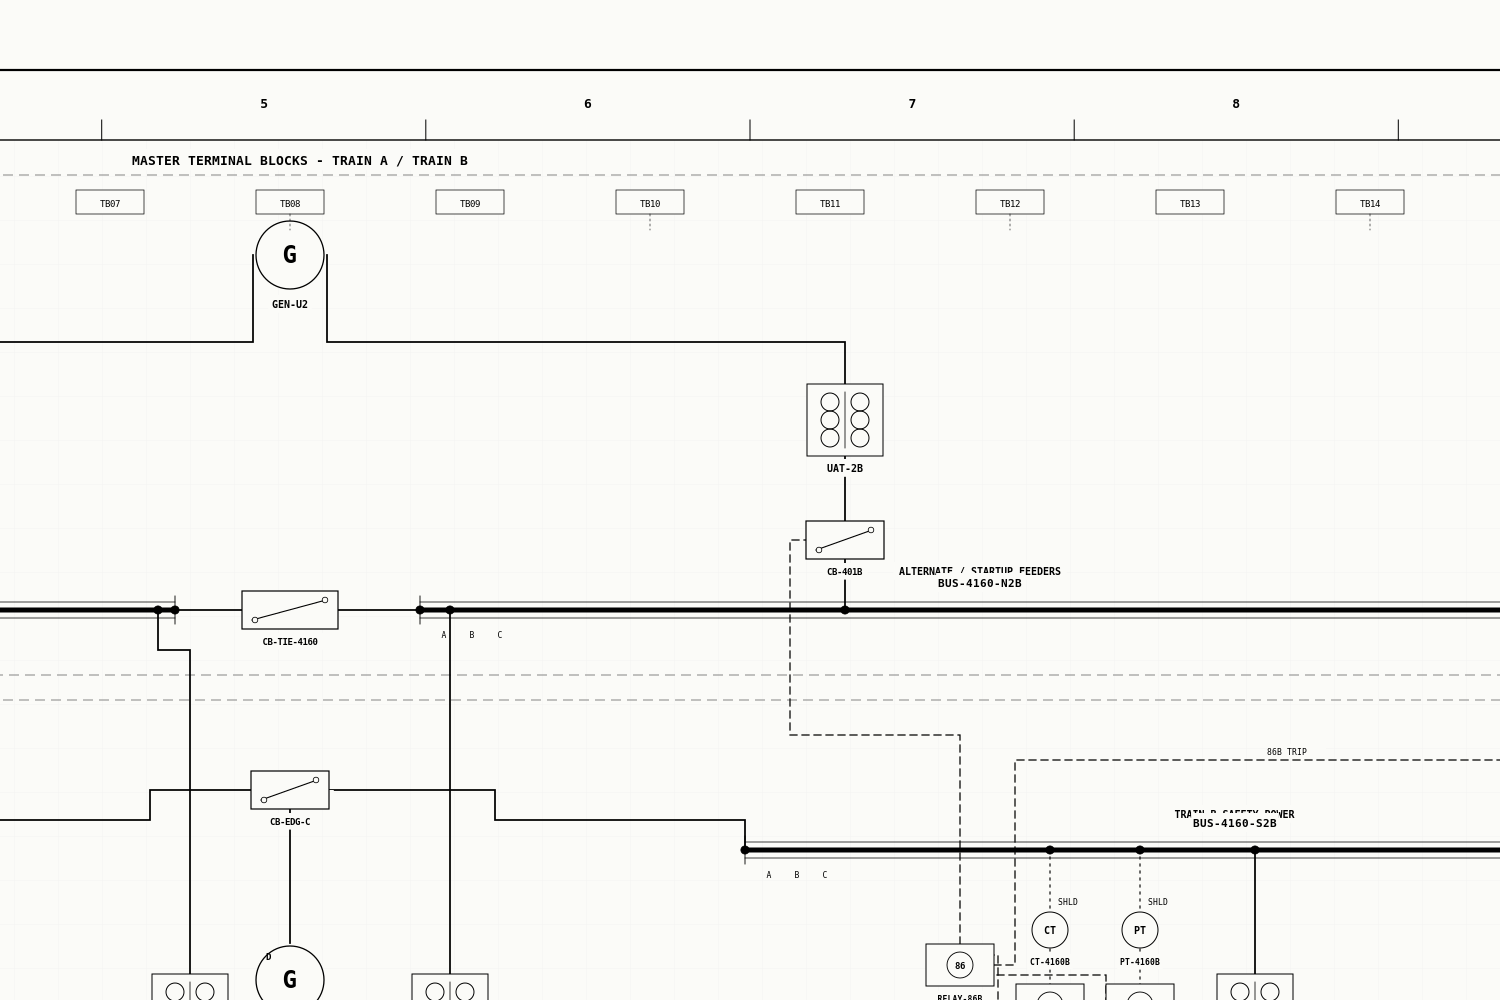 5 6 7 8
MASTER TERMINAL BLOCKS - TRAIN A / TRAIN B
TB07 TB08 TB09 TB10 TB11 TB12 TB13 TB14
G
GEN-U2
UAT-2B
CB-401B
ALTERNATE / STARTUP FEEDERS
BUS-4160-N2B
CB-TIE-4160
A B C
86B TRIP
CB-EDG-C
TRAIN B SAFETY POWER
BUS-4160-S2B
A B C
SHLD SHLD
CT PT
D
G
CT-4160B PT-4160B
86
RELAY-86B